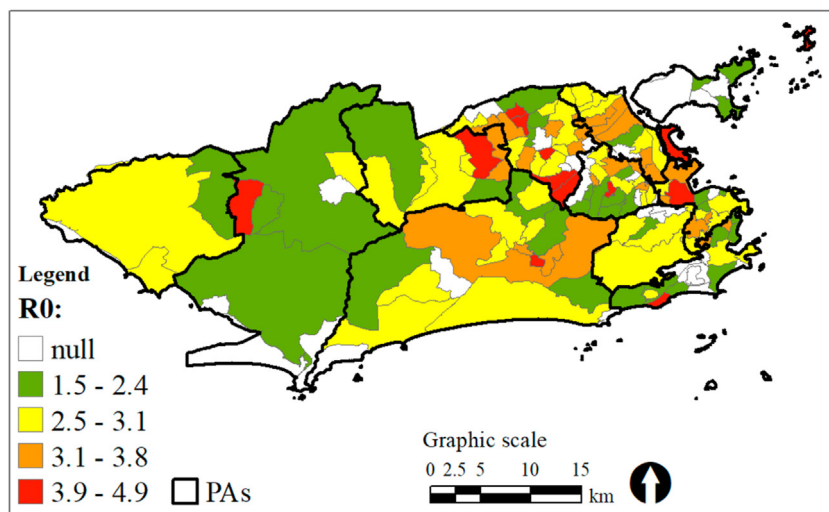 Legend
R0:
null
1.5 - 2.4
2.5 - 3.1
3.1 - 3.8
3.9 - 4.9
PAs
Graphic scale
0 2.5 5 10 15
km